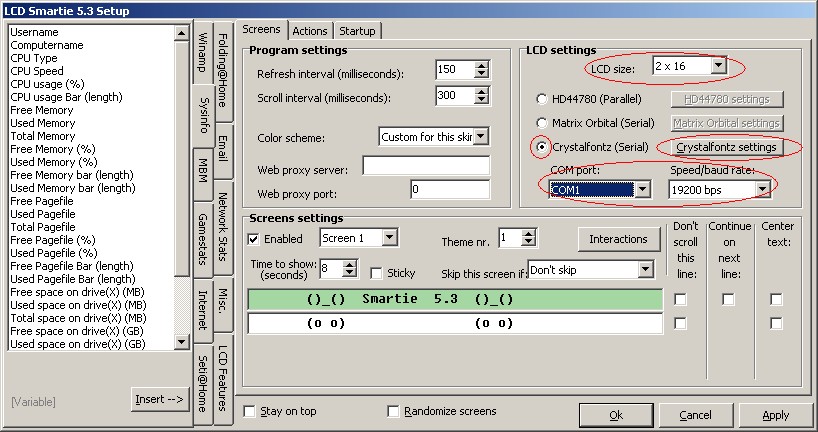 LCD Smartie 5.3 Setup
Username
Computername
CPU Type
CPU Speed
CPU usage (%)
CPU usage Bar (length)
Free Memory
Used Memory
Total Memory
Free Memory (%)
Used Memory (%)
Free Memory bar (length)
Used Memory bar (length)
Free Pagefile
Used Pagefile
Total Pagefile
Free Pagefile (%)
Used Pagefile (%)
Free Pagefile Bar (length)
Used Pagefile Bar (length)
Free space on drive(X) (MB)
Used space on drive(X) (MB)
Total space on drive(X) (MB)
Free space on drive(X) (GB)
Used space on drive(X) (GB)
[Variable]
Insert -->
Winamp
Sysinfo
MBM
Gamestats
Internet
Seti@Home
Folding@Home
Email
Network Stats
Misc.
LCD Features
Screens
Actions
Startup
Program settings
Refresh interval (milliseconds):
150
Scroll interval (milliseconds):
300
Color scheme:
Custom for this skin
Web proxy server:
Web proxy port:
0
LCD settings
LCD size:
2 x 16
HD44780 (Parallel)
HD44780 settings
Matrix Orbital (Serial)
Matrix Orbital settings
Crystalfontz (Serial)
Crystalfontz settings
COM port:
Speed/baud rate:
COM1
19200 bps
Screens settings
Enabled
Screen 1
Theme nr.
1
Interactions
Time to show:
(seconds)
8
Sticky
Skip this screen if:
Don't skip
Don't
scroll
this
line:
Continue
on
next
line:
Center
text:
()_() Smartie 5.3 ()_()
(o o) (o o)
Stay on top
Randomize screens
Ok
Cancel
Apply